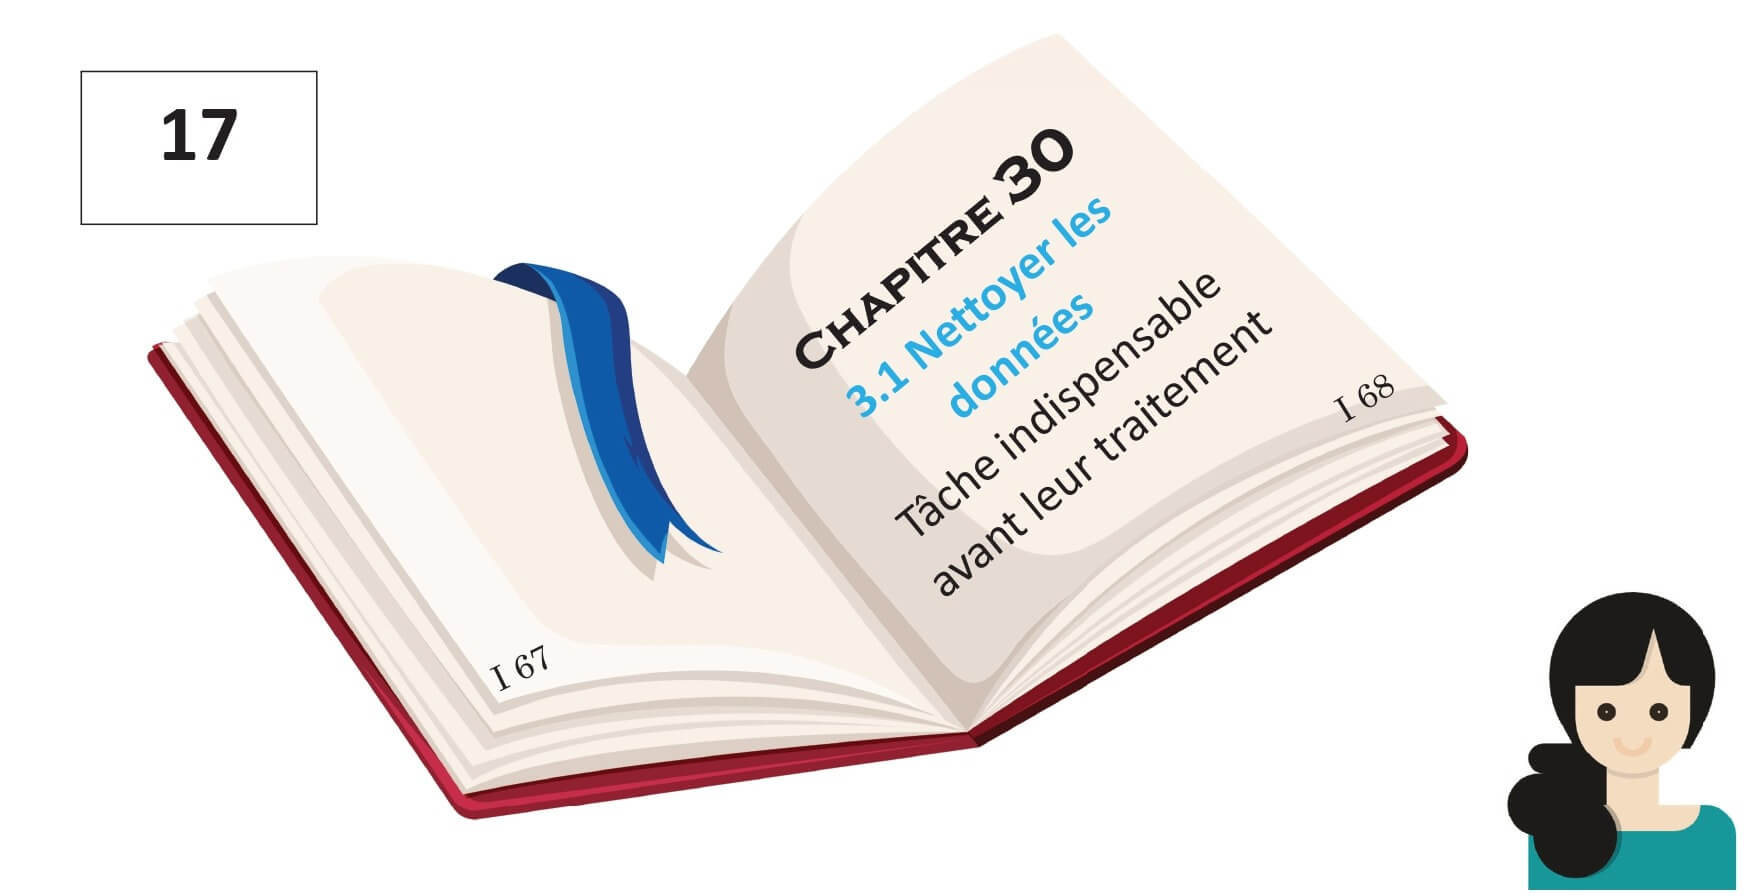 17
CHAPITRE 30
3.1 Nettoyer les
données
Tâche indispensable
avant leur traitement
I 67
I 68